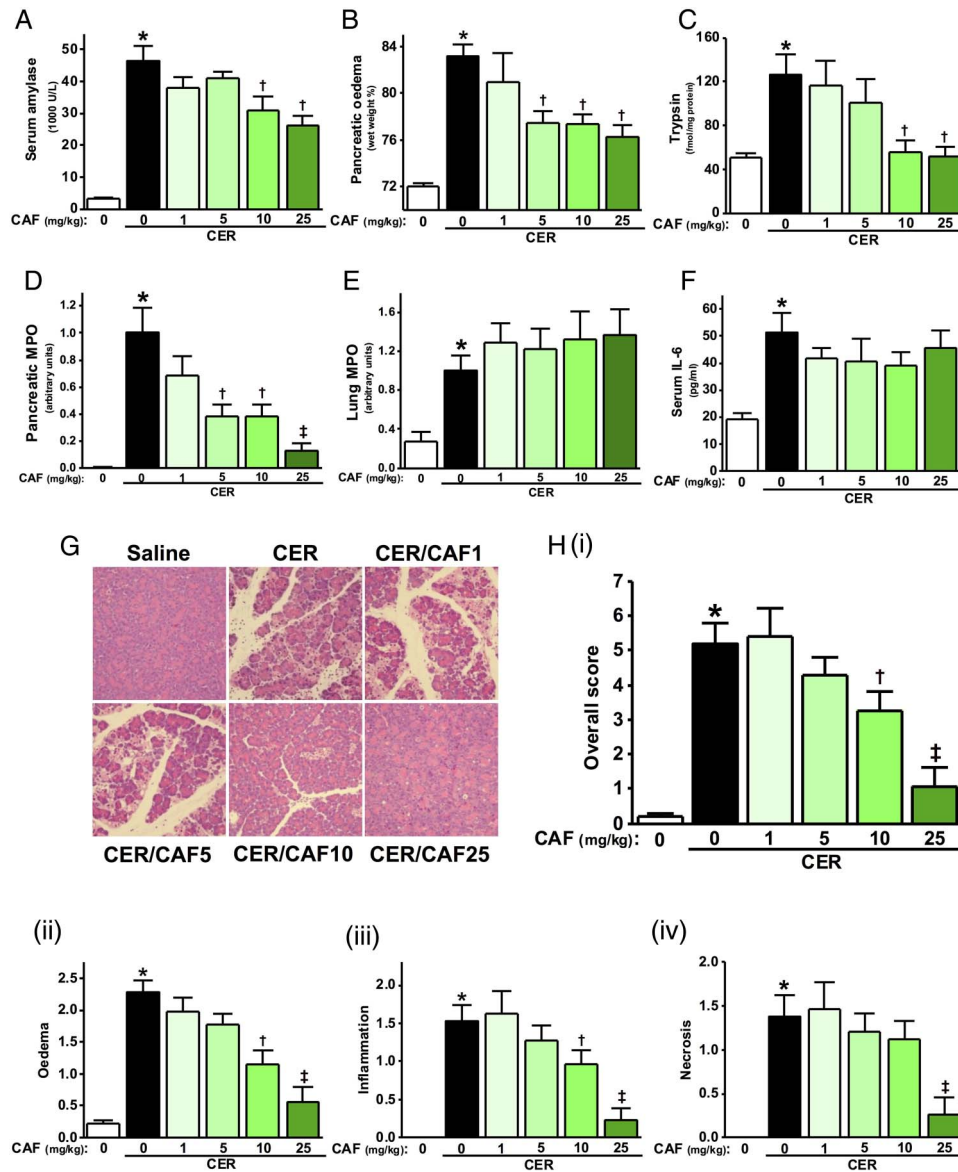 A
Serum amylase
(1000 U/L)
50
40
30
20
10
0
*
†
†
CAF (mg/kg): 0 0 1 5 10 25
CER
B
Pancreatic oedema
(wet weight %)
84
80
76
72
*
†
†
†
CAF (mg/kg): 0 0 1 5 10 25
CER
C
Trypsin
(fmol/mg protein)
200
160
120
80
40
0
*
†
†
CAF (mg/kg): 0 0 1 5 10 25
CER
D
Pancreatic MPO
(arbitrary units)
1.2
1.0
0.8
0.6
0.4
0.2
0.0
*
†
†
‡
CAF (mg/kg): 0 0 1 5 10 25
CER
E
Lung MPO
(arbitrary units)
1.6
1.2
0.8
0.4
0.0
*
CAF (mg/kg): 0 0 1 5 10 25
CER
F
Serum IL-6
(pg/ml)
60
50
40
30
20
10
0
*
CAF (mg/kg): 0 0 1 5 10 25
CER
G
Saline CER CER/CAF1
CER/CAF5 CER/CAF10 CER/CAF25
H (i)
Overall score
7
6
5
4
3
2
1
0
*
†
‡
CAF (mg/kg): 0 0 1 5 10 25
CER
(ii)
Oedema
2.5
2.0
1.5
1.0
0.5
0.0
*
†
‡
CAF (mg/kg): 0 0 1 5 10 25
CER
(iii)
Inflammation
2.0
1.5
1.0
0.5
0.0
*
†
‡
CAF (mg/kg): 0 0 1 5 10 25
CER
(iv)
Necrosis
2.0
1.5
1.0
0.5
0.0
*
‡
CAF (mg/kg): 0 0 1 5 10 25
CER